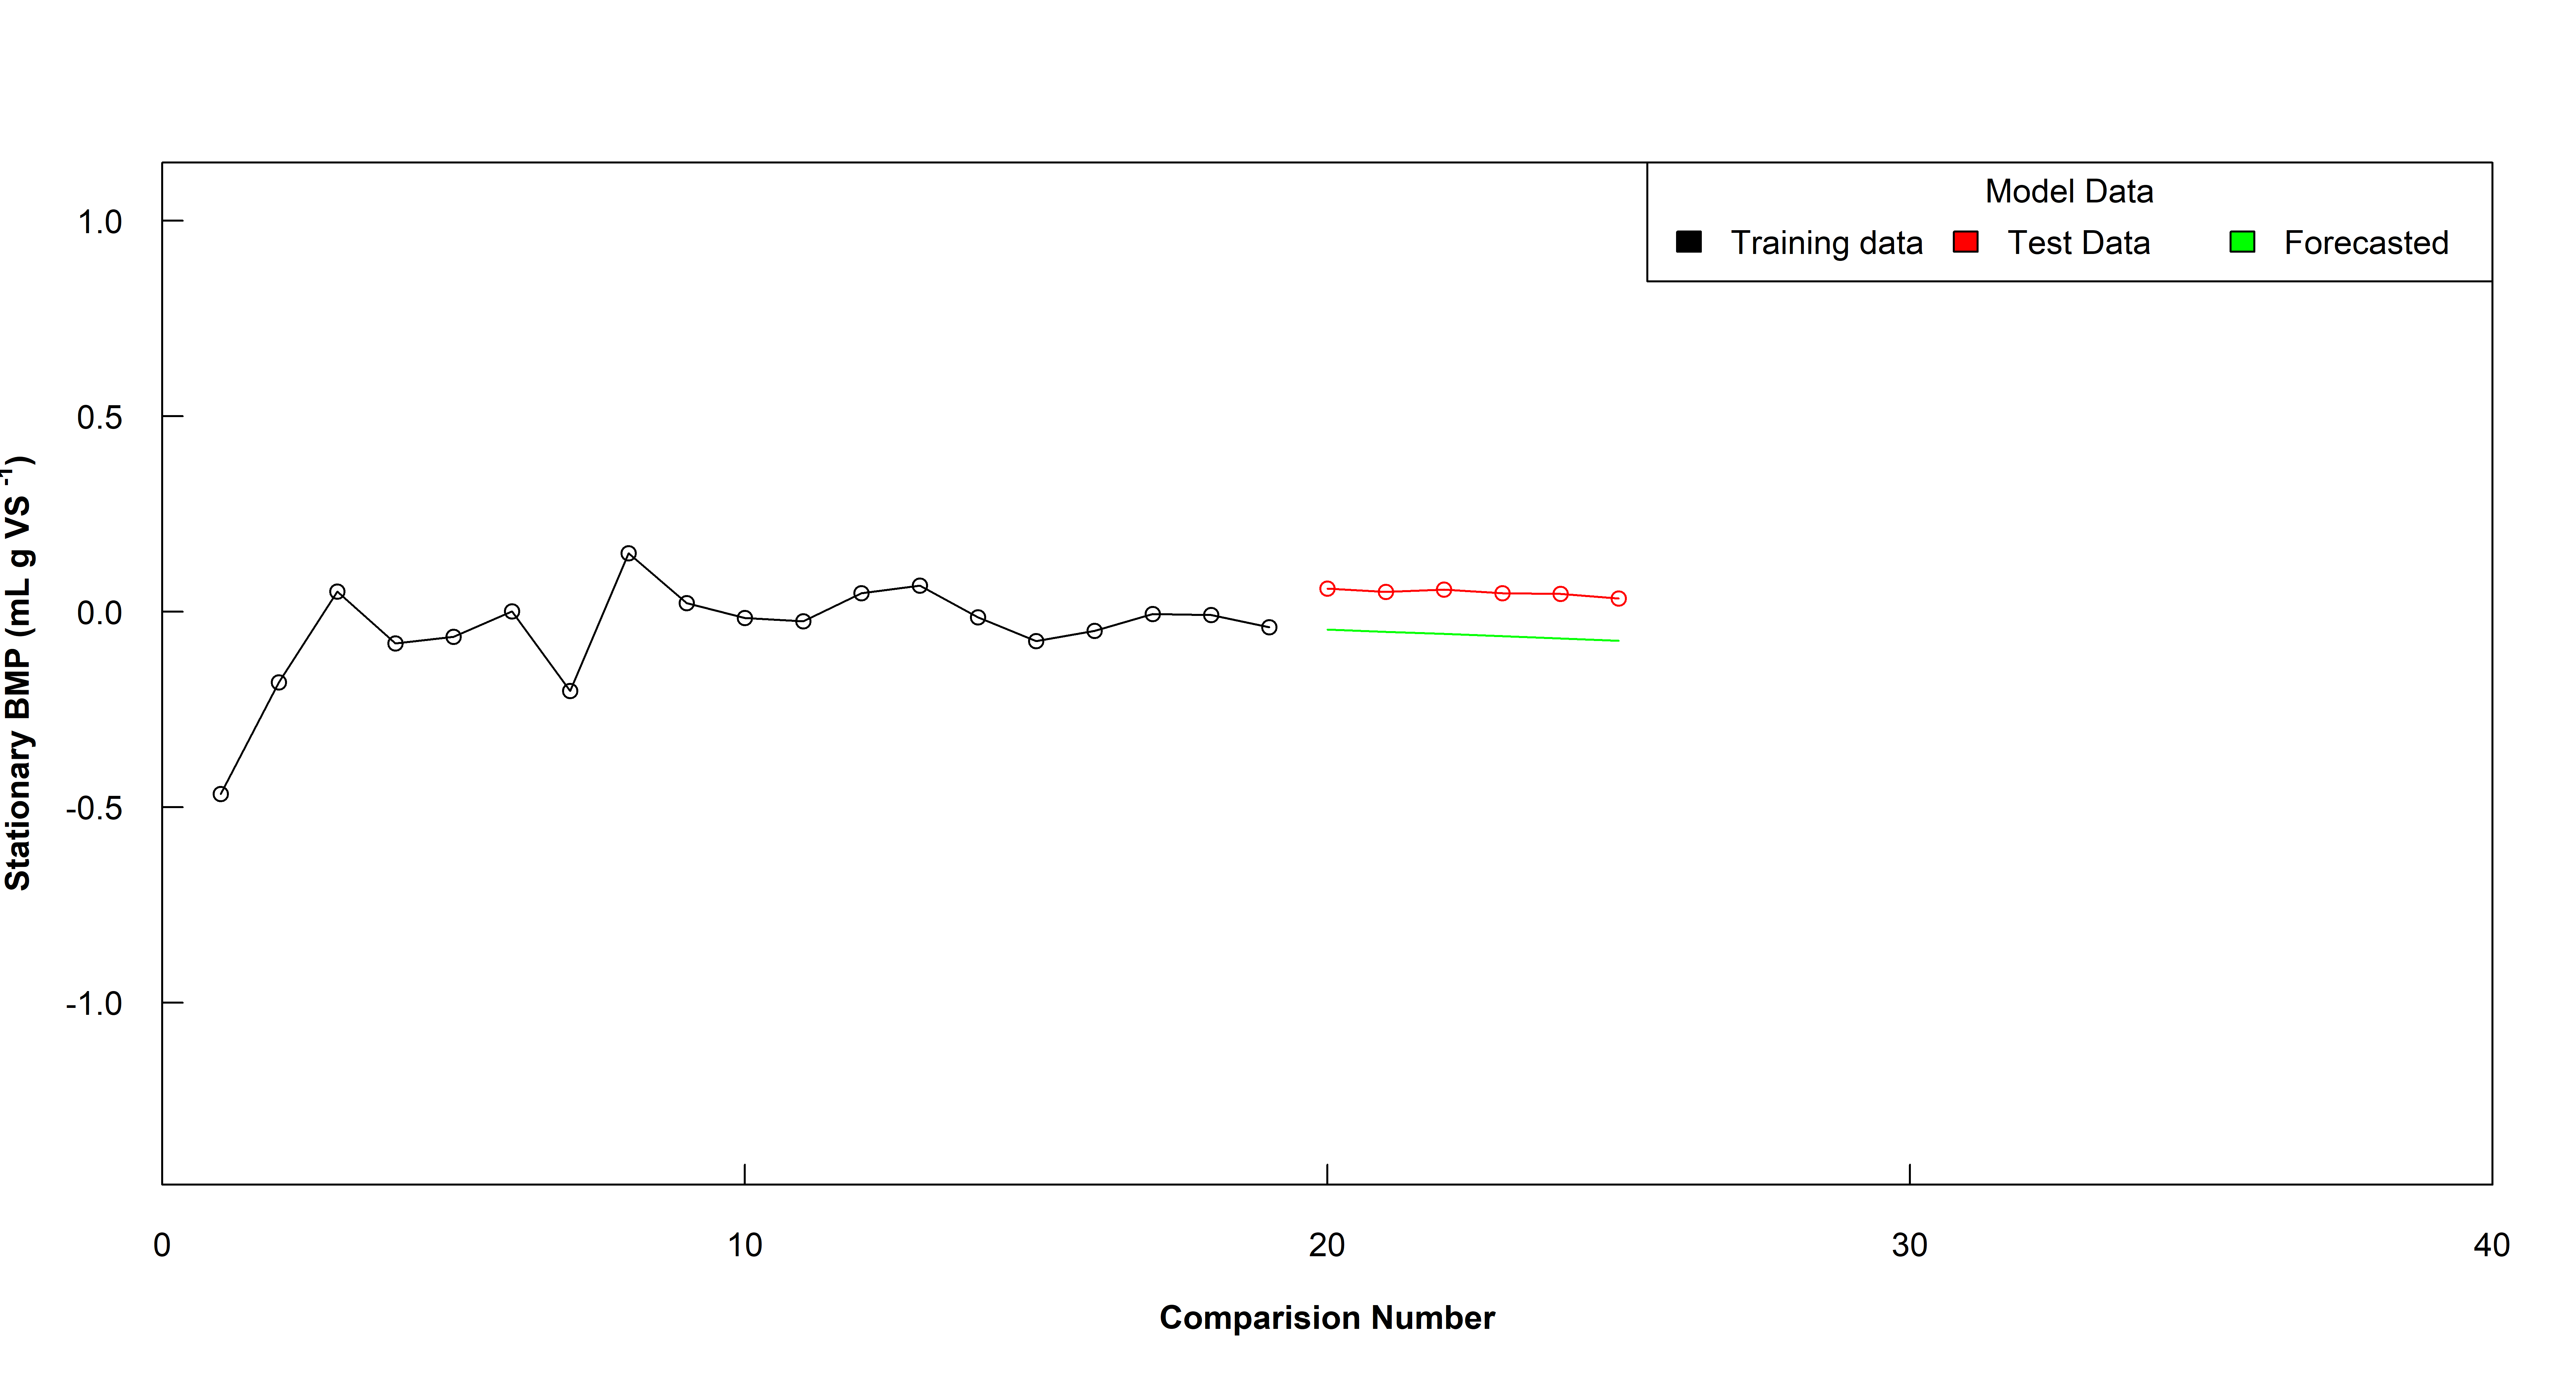 Model Data
Training data
Test Data
Forecasted
1.0
0.5
0.0
-0.5
-1.0
Stationary BMP (mL g VS -1)
0
10
20
30
40
Comparision Number